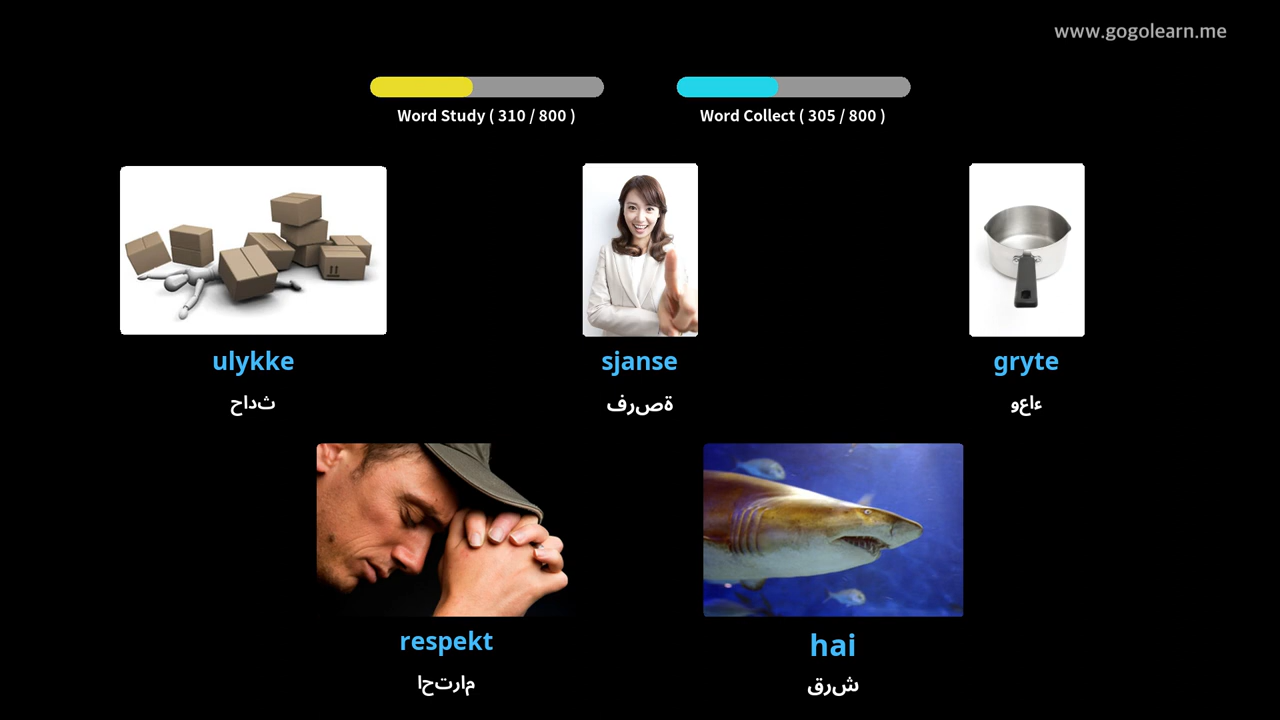 www.gogolearn.me
Word Study ( 310 / 800 )
Word Collect ( 305 / 800 )
ulykke
ثداح
sjanse
ةصرف
gryte
ءاعو
respekt
مارتحا
hai
شرق